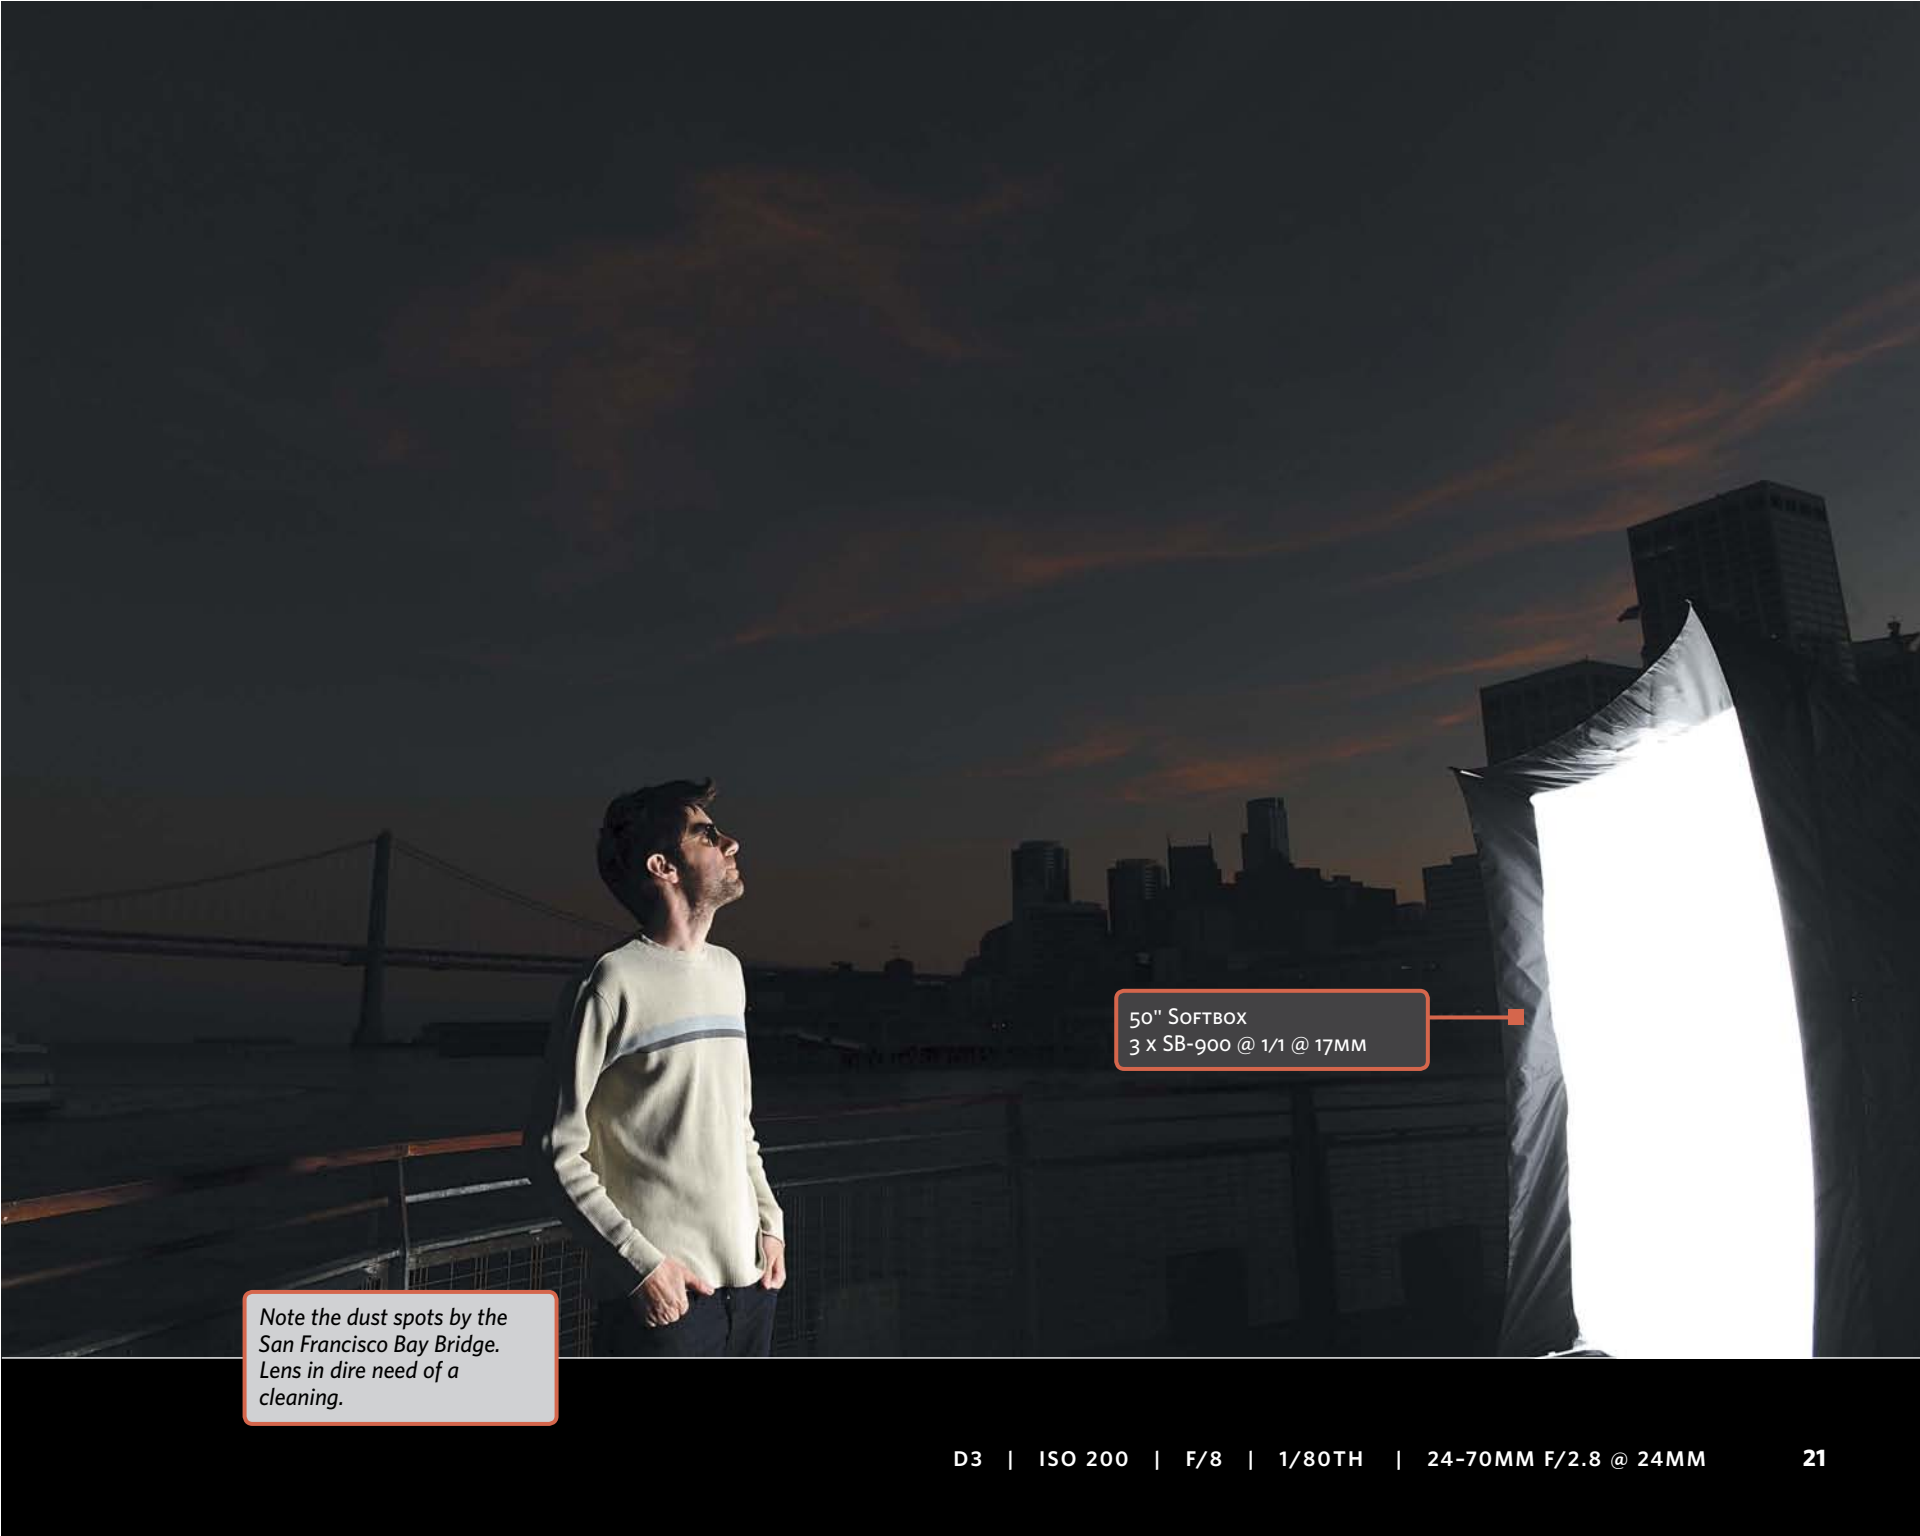 50" Softbox
3 x SB-900 @ 1/1 @ 17mm
Note the dust spots by the
San Francisco Bay Bridge.
Lens in dire need of a
cleaning.
D3 | ISO 200 | F/8 | 1/80TH | 24-70MM F/2.8 @ 24MM 21